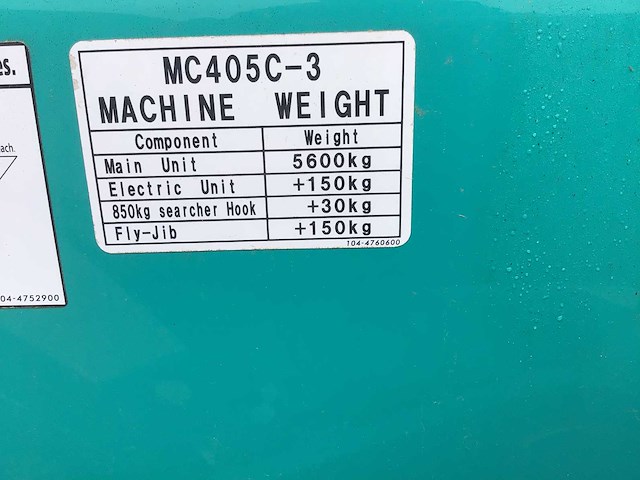 es.
ach.
04-4752900
MC405C-3
MACHINE WEIGHT
Component Weight
Main Unit 5600kg
Electric Unit +150kg
850kg searcher Hook +30kg
Fly-Jib +150kg
104-4760600